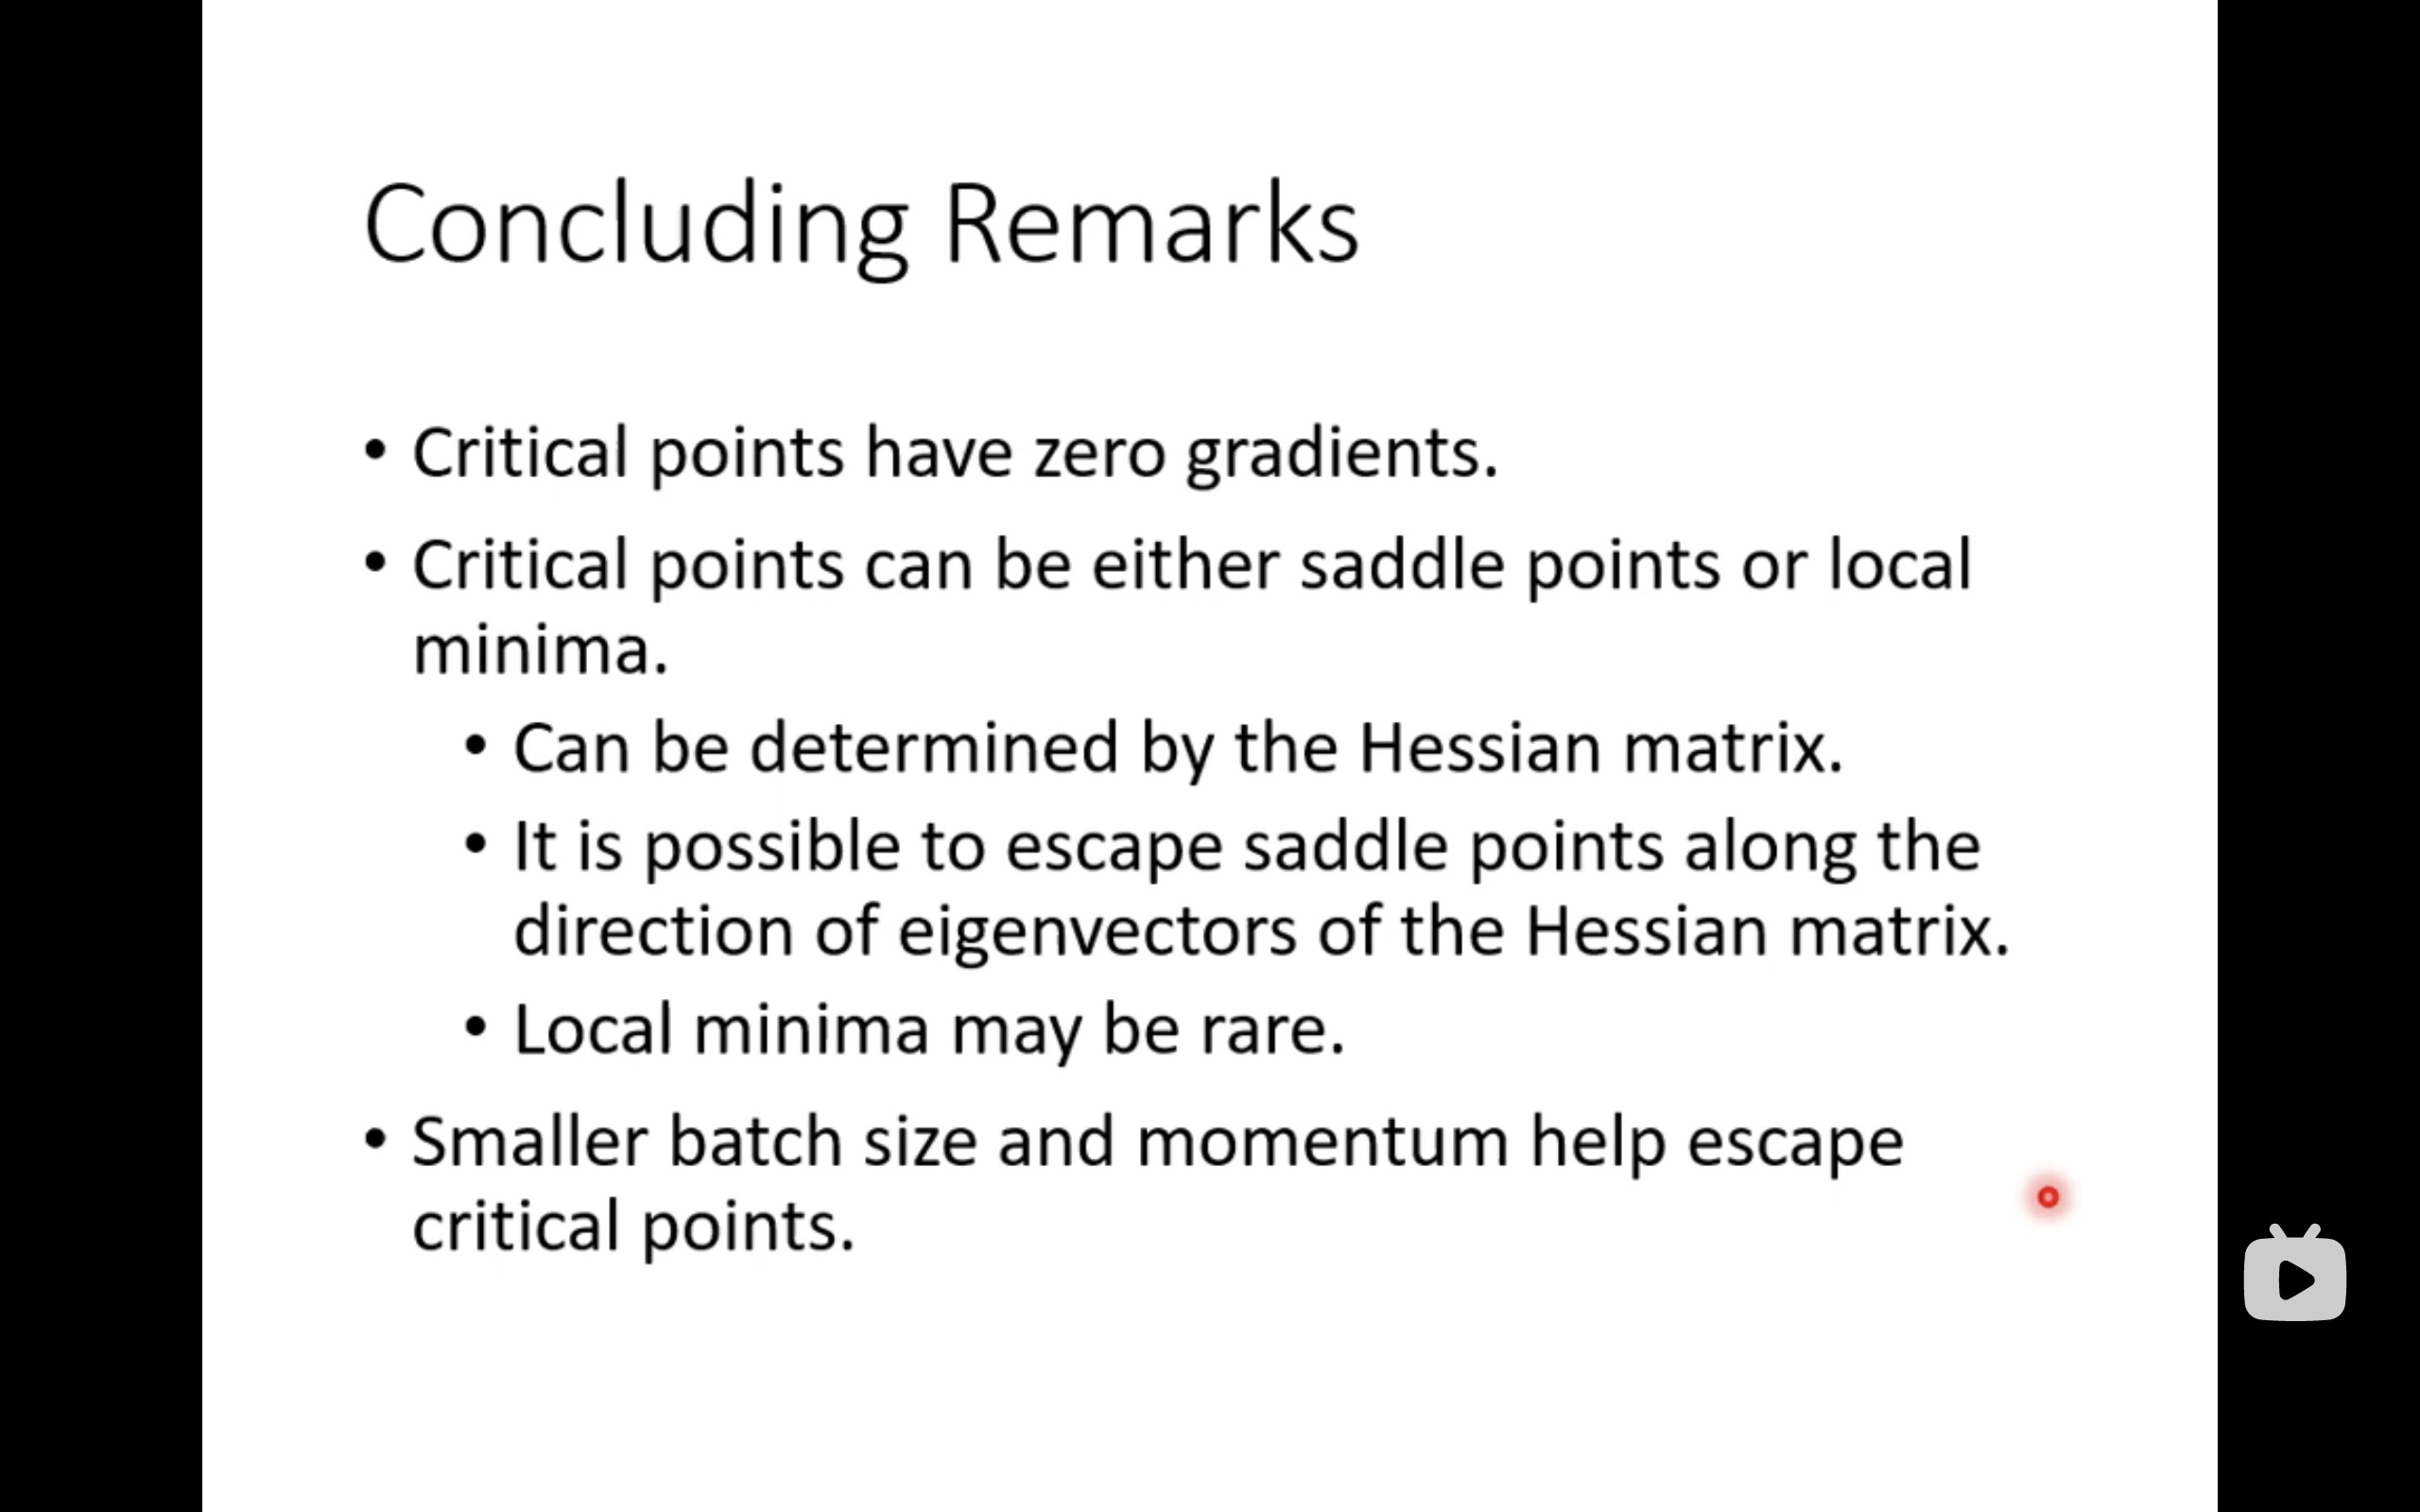 Concluding Remarks
• Critical points have zero gradients.
• Critical points can be either saddle points or local
minima.
• Can be determined by the Hessian matrix.
• It is possible to escape saddle points along the
direction of eigenvectors of the Hessian matrix.
• Local minima may be rare.
• Smaller batch size and momentum help escape
critical points.